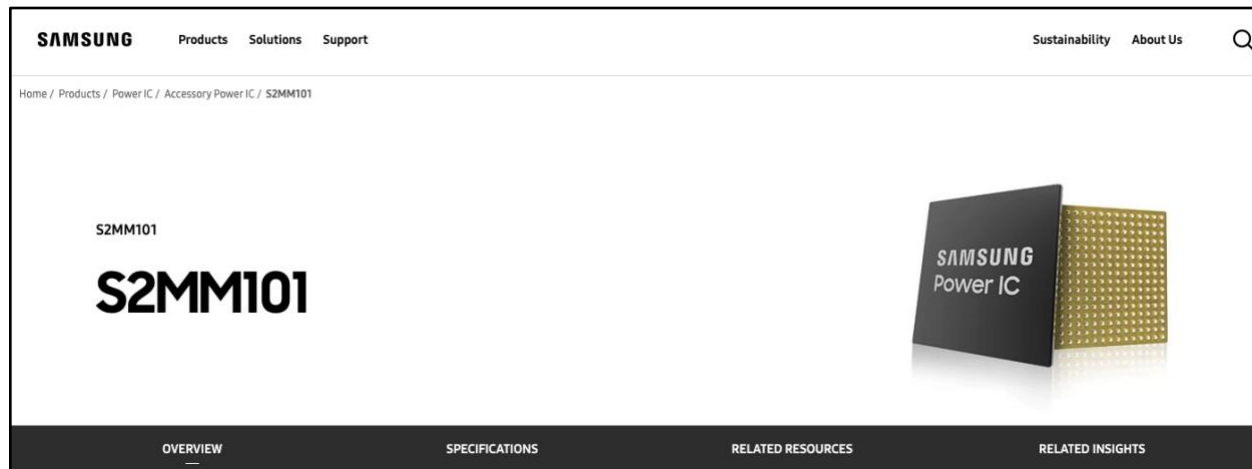 SAMSUNG Products Solutions Support Sustainability About Us
Home / Products / Power IC / Accessory Power IC / S2MM101
S2MM101
S2MM101
SAMSUNG
Power IC
OVERVIEW SPECIFICATIONS RELATED RESOURCES RELATED INSIGHTS